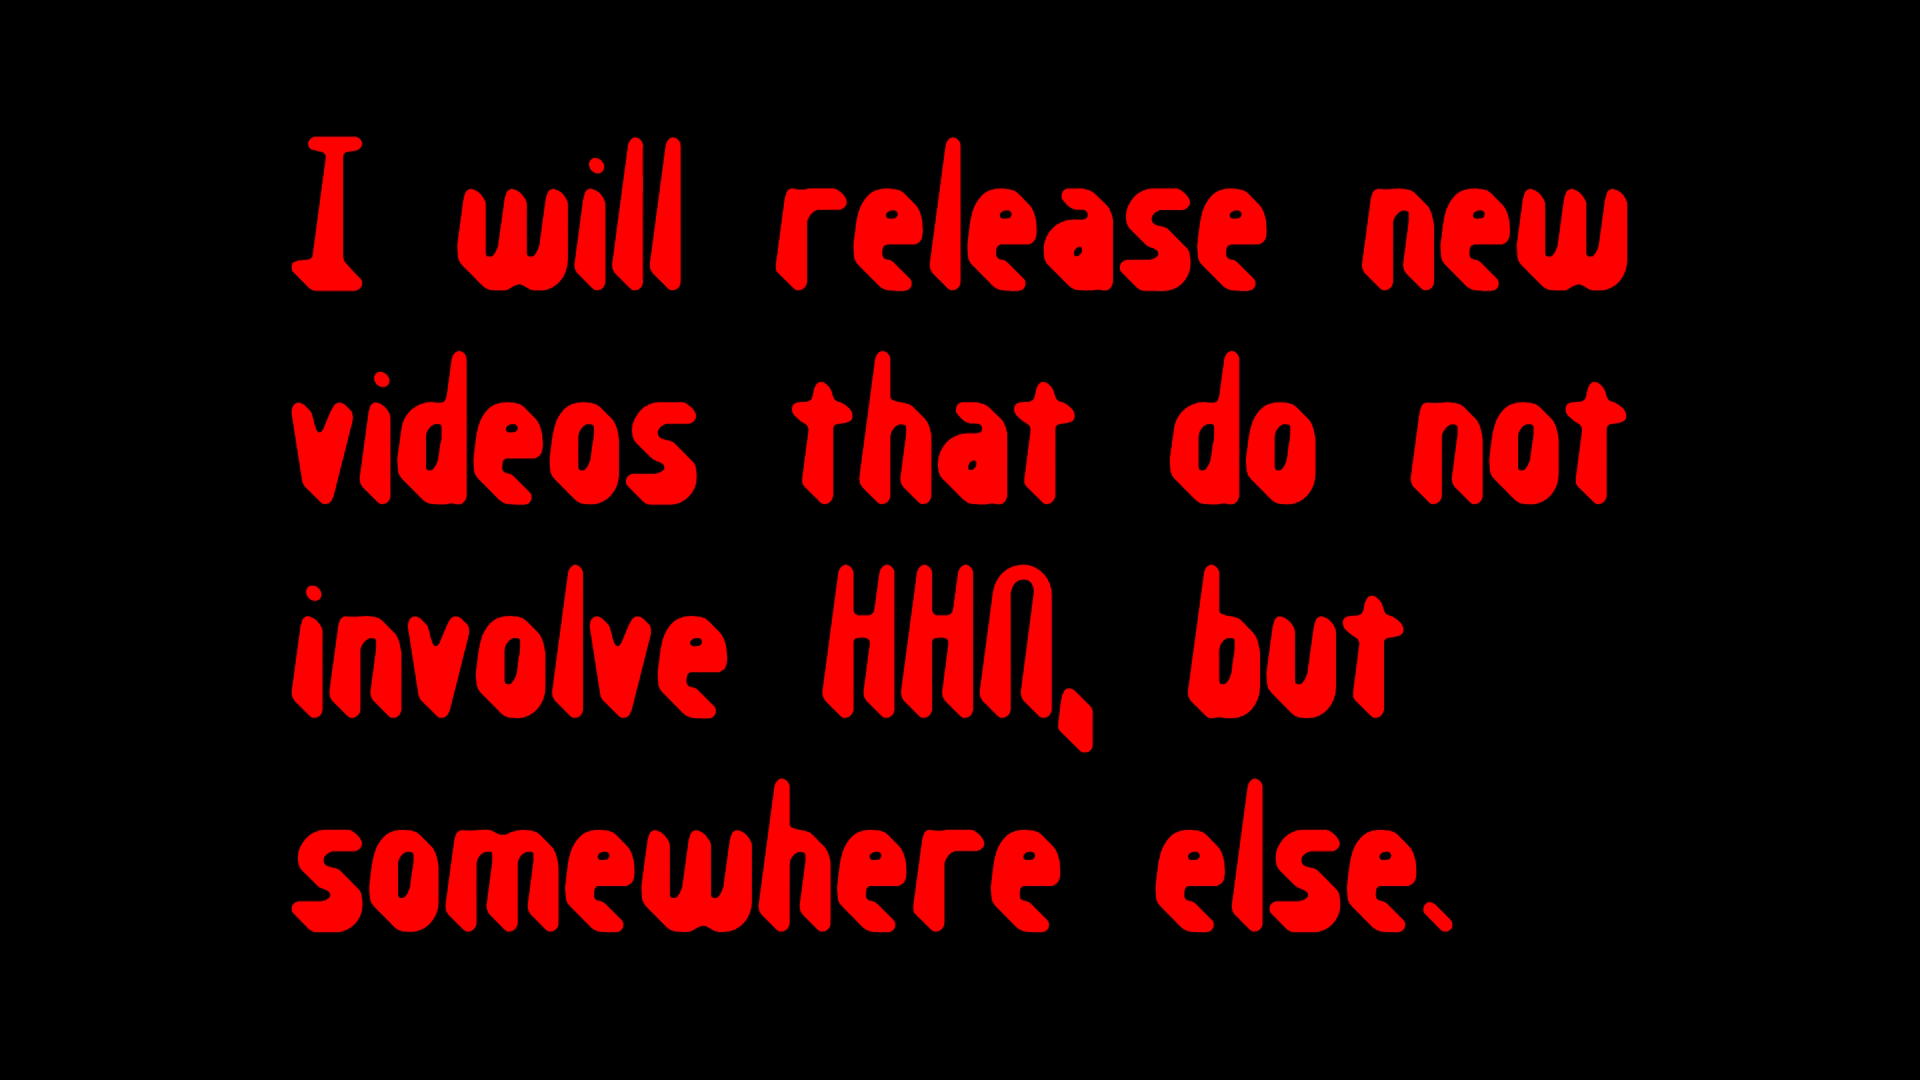 I will release new
videos that do not
involve HHN, but
somewhere else.